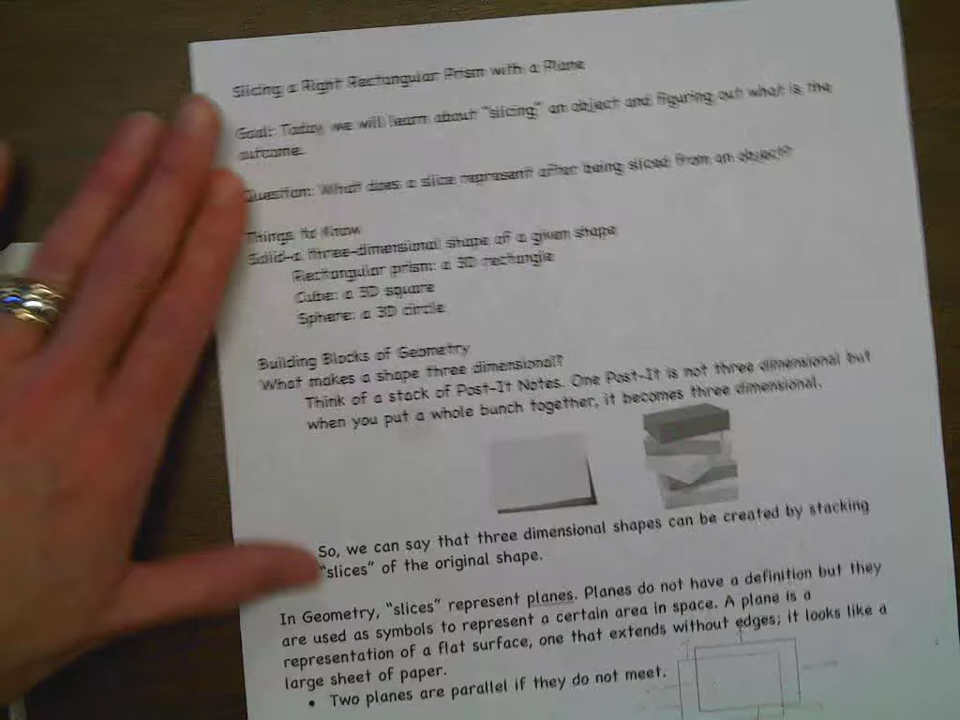 Slicing a Right Rectangular Prism with a Plane
Goal: Today we will learn about "slicing" an object and figuring out what is the
outcome.
Question: What does a slice represent after being sliced from an object?
Things to Know
Solid-a three-dimensional shape of a given shape
Rectangular prism: a 3D rectangle
Cube: a 3D square
Sphere: a 3D circle
Building Blocks of Geometry
What makes a shape three dimensional?
Think of a stack of Post-It Notes. One Post-It is not three dimensional but
when you put a whole bunch together, it becomes three dimensional.
So, we can say that three dimensional shapes can be created by stacking
"slices" of the original shape.
In Geometry, "slices" represent planes. Planes do not have a definition but they
are used as symbols to represent a certain area in space. A plane is a
representation of a flat surface, one that extends without edges; it looks like a
large sheet of paper.
• Two planes are parallel if they do not meet.